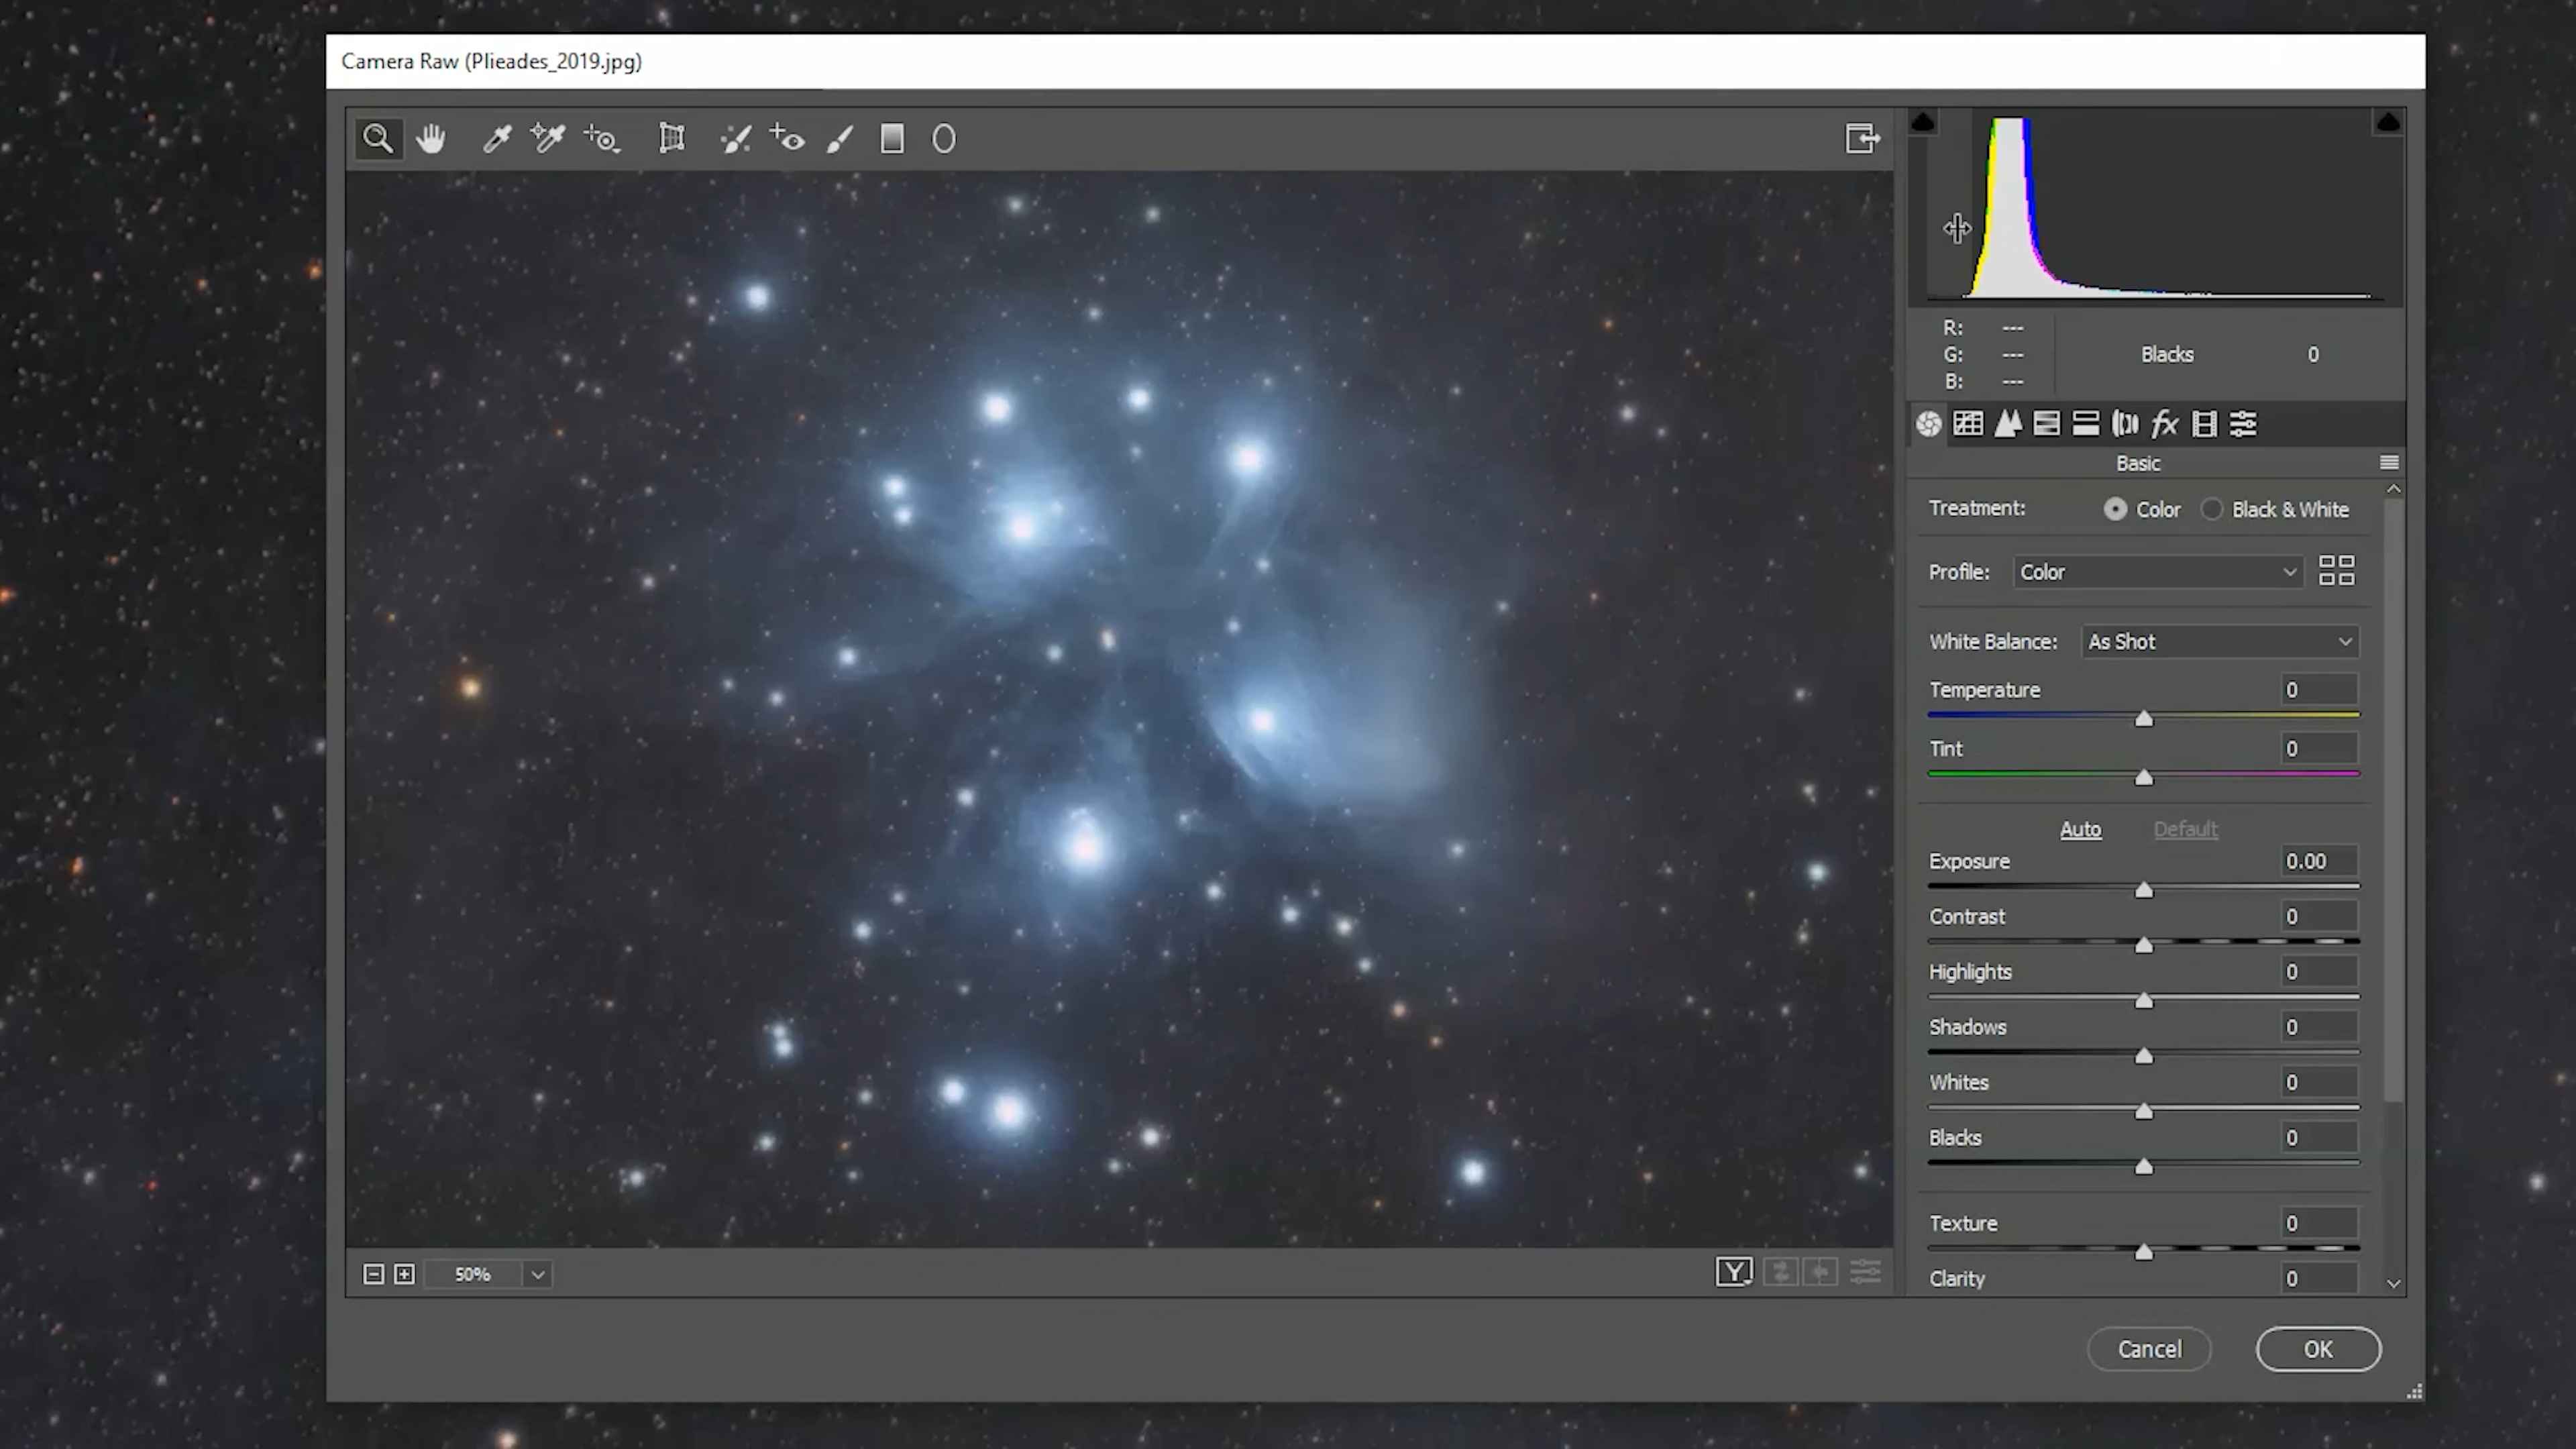 Camera Raw (Plieades_2019.jpg)
R: ---
G: ---
B: ---
Blacks 0
fx
Basic
Treatment: Color Black & White
Profile: Color
White Balance: As Shot
Temperature 0
Tint 0
Auto Default
Exposure 0.00
Contrast 0
Highlights 0
Shadows 0
Whites 0
Blacks 0
Texture 0
Clarity 0
50%
Y
Cancel OK